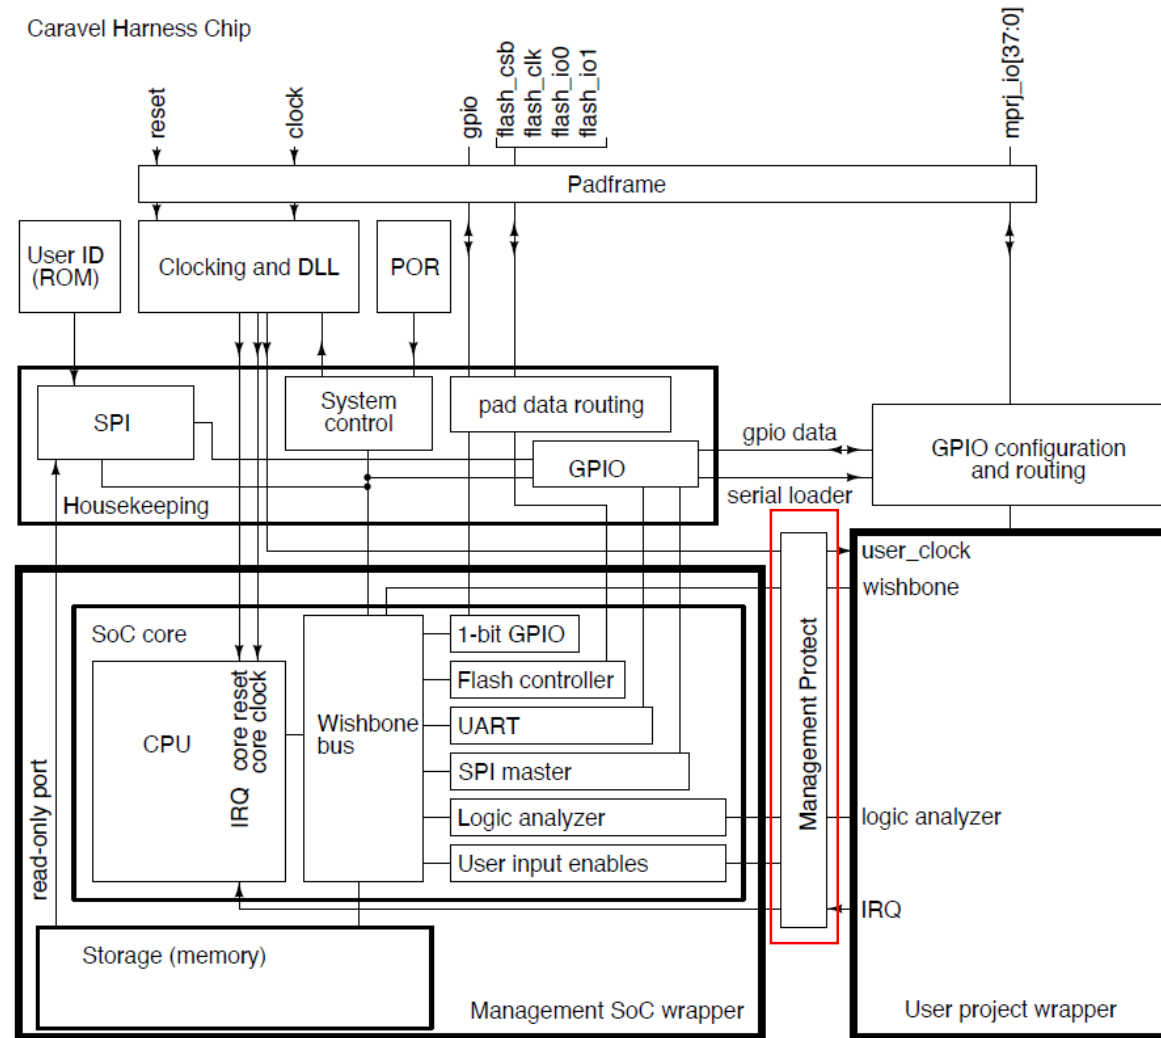 Caravel Harness Chip
reset
clock
gpio
flash_csb
flash_clk
flash_io0
flash_io1
mprj_io[37:0]
Padframe
User ID
(ROM)
Clocking and DLL
POR
SPI
System
control
pad data routing
GPIO
Housekeeping
gpio data
serial loader
GPIO configuration
and routing
SoC core
CPU
IRQ
core reset
core clock
Wishbone
bus
1-bit GPIO
Flash controller
UART
SPI master
Logic analyzer
User input enables
Management Protect
user_clock
wishbone
logic analyzer
IRQ
read-only port
Storage (memory)
Management SoC wrapper
User project wrapper